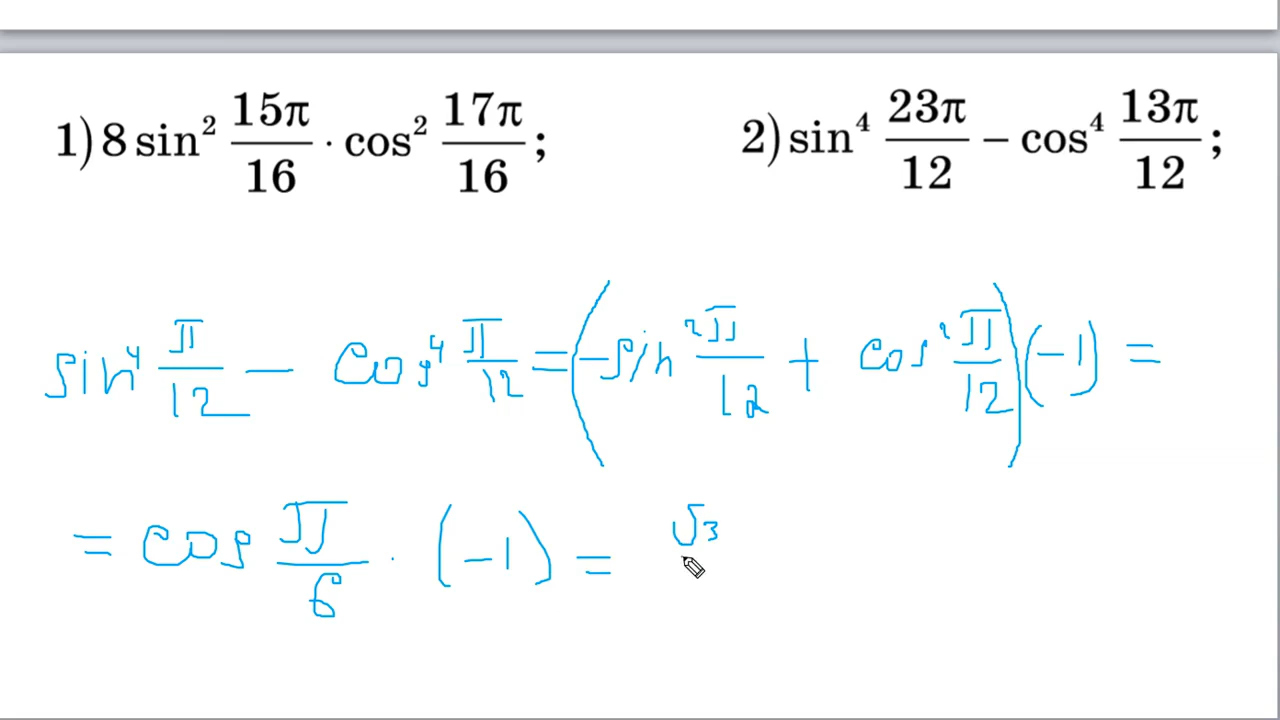 1) 8 sin² 15π/16 · cos² 17π/16; 2) sin⁴ 23π/12 – cos⁴ 13π/12;
sin⁴ π/12 – cos⁴ π/12 = (–sin² π/12 + cos² π/12)(–1) =
= cos π/6 · (–1) = √3